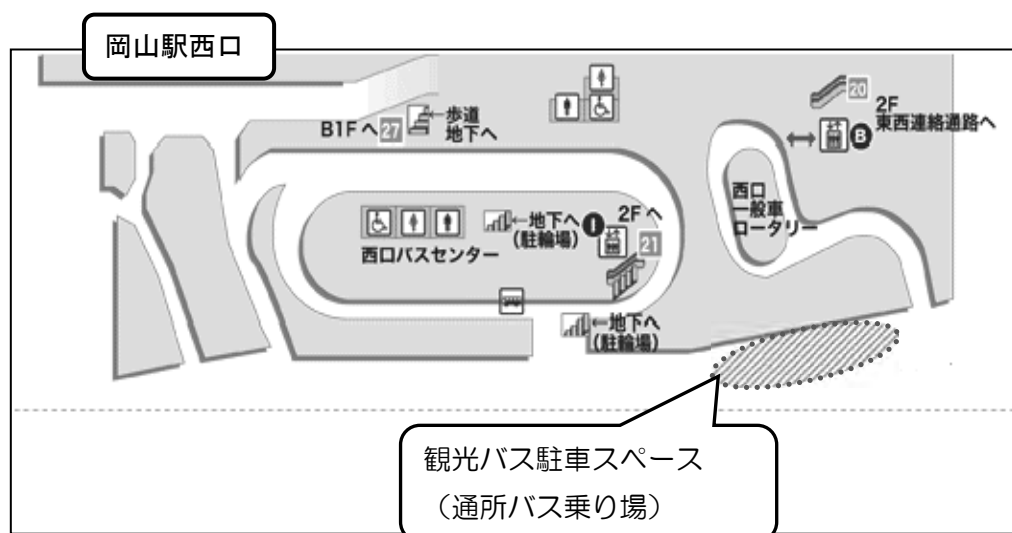 岡山駅西口
B1Fへ 27
←歩道
地下へ
20
2F
東西連絡通路へ
B
西口
一般車
ロータリー
←地下へ
(駐輪場)
I
2Fへ
21
西口バスセンター
←地下へ
(駐輪場)
観光バス駐車スペース
(通所バス乗り場)